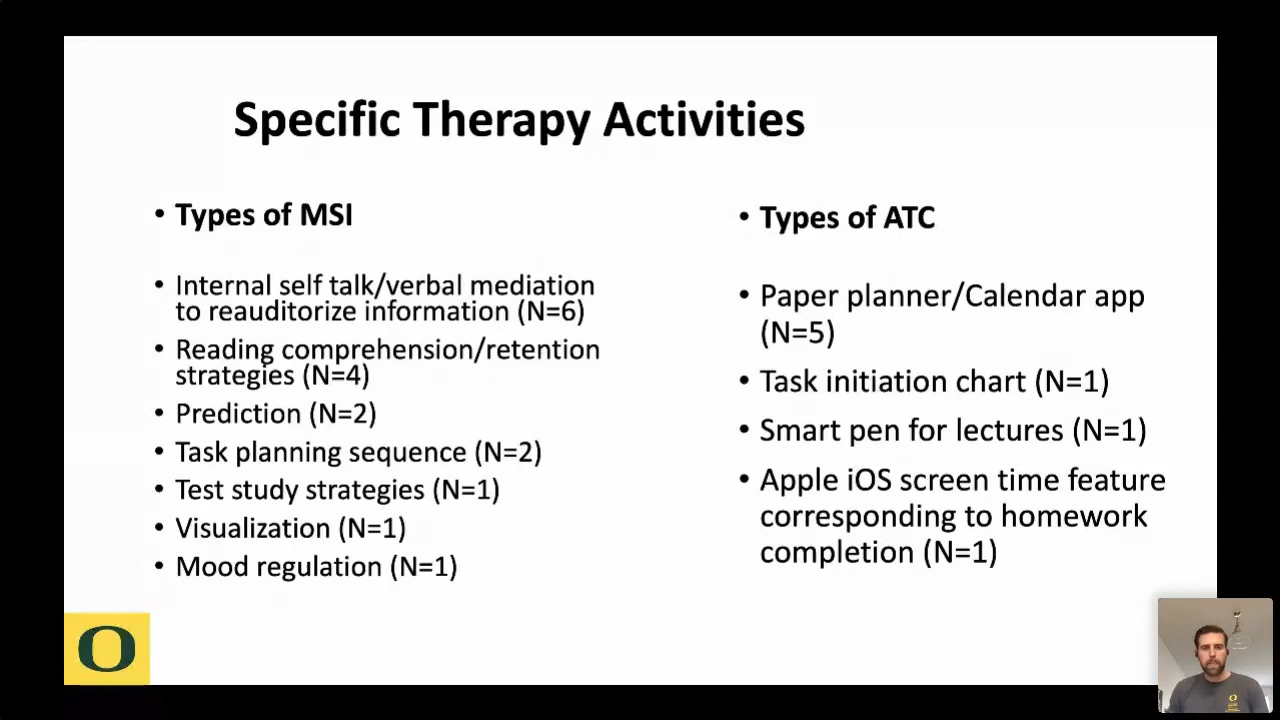 Specific Therapy Activities
• Types of MSI
• Internal self talk/verbal mediation
to reauditorize information (N=6)
• Reading comprehension/retention
strategies (N=4)
• Prediction (N=2)
• Task planning sequence (N=2)
• Test study strategies (N=1)
• Visualization (N=1)
• Mood regulation (N=1)
• Types of ATC
• Paper planner/Calendar app
(N=5)
• Task initiation chart (N=1)
• Smart pen for lectures (N=1)
• Apple iOS screen time feature
corresponding to homework
completion (N=1)
O